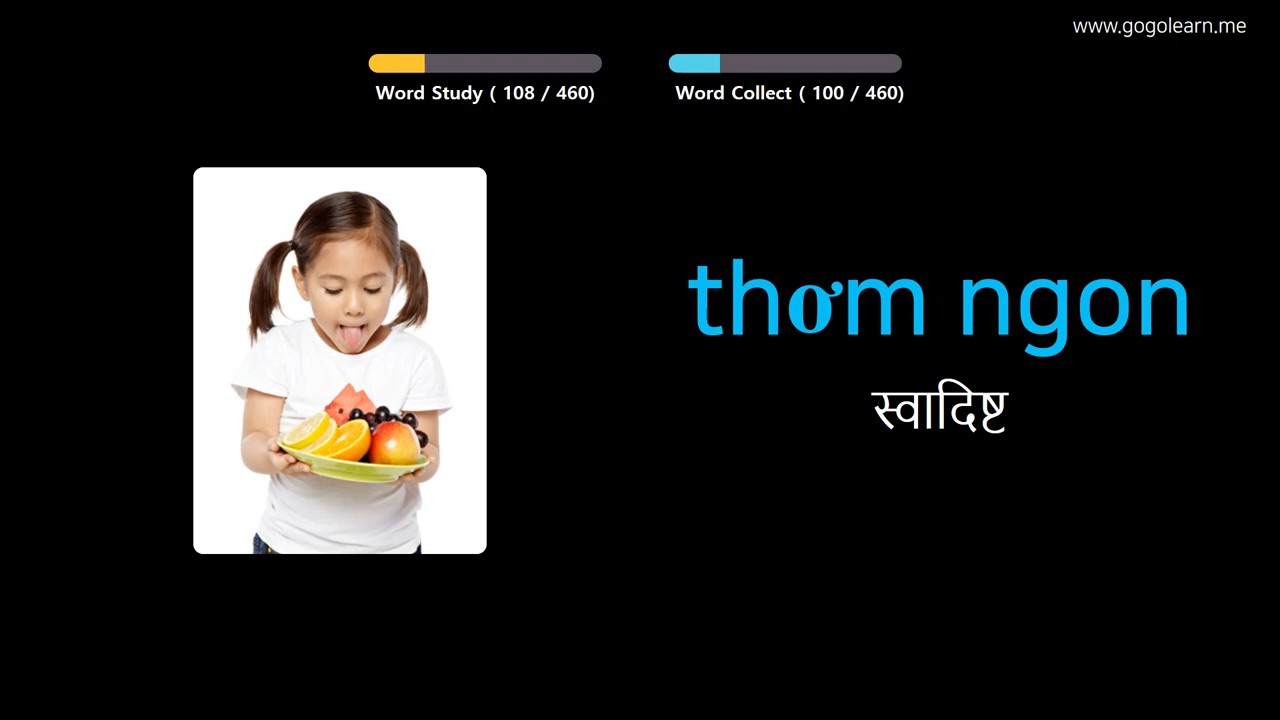 www.gogolearn.me
Word Study ( 108 / 460)
Word Collect ( 100 / 460)
thơm ngon
स्वादिष्ट